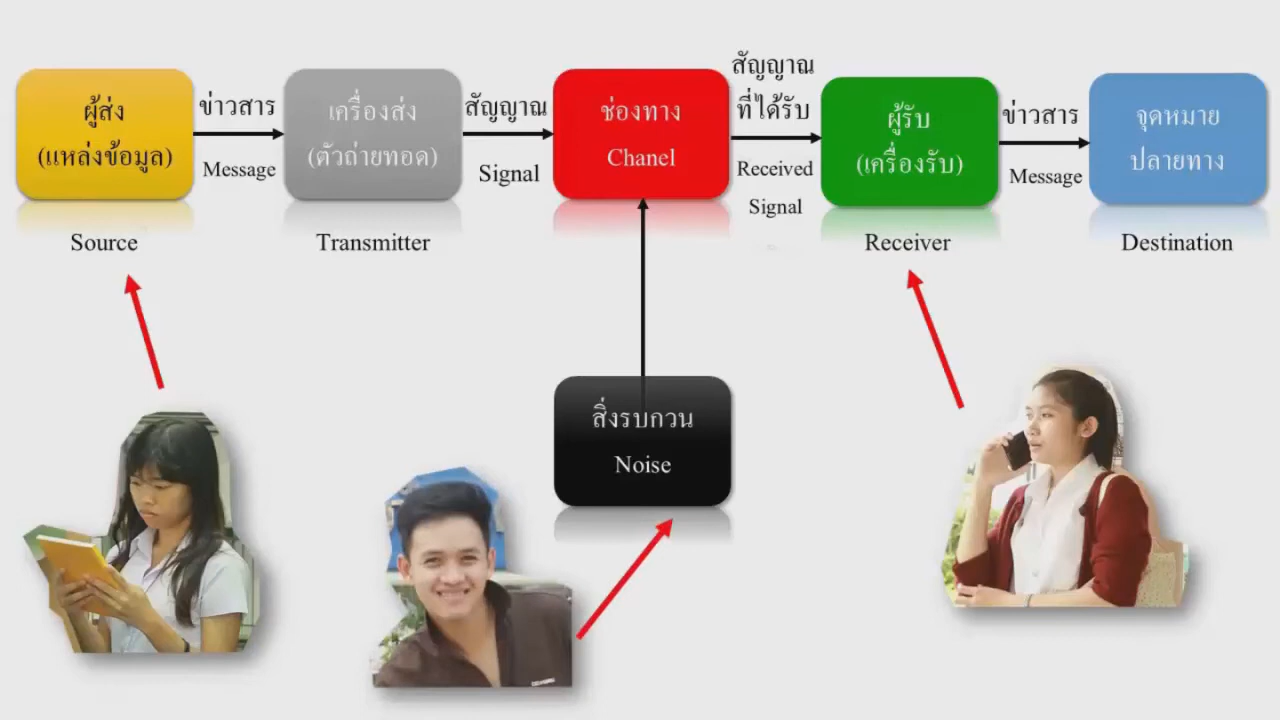 ผู้ส่ง
(แหล่งข้อมูล)
ข่าวสาร
Message
เครื่องส่ง
(ตัวถ่ายทอด)
สัญญาณ
Signal
ช่องทาง
Chanel
สัญญาณ
ที่ได้รับ
Received
Signal
ผู้รับ
(เครื่องรับ)
ข่าวสาร
Message
จุดหมาย
ปลายทาง
Source
Transmitter
Receiver
Destination
สิ่งรบกวน
Noise